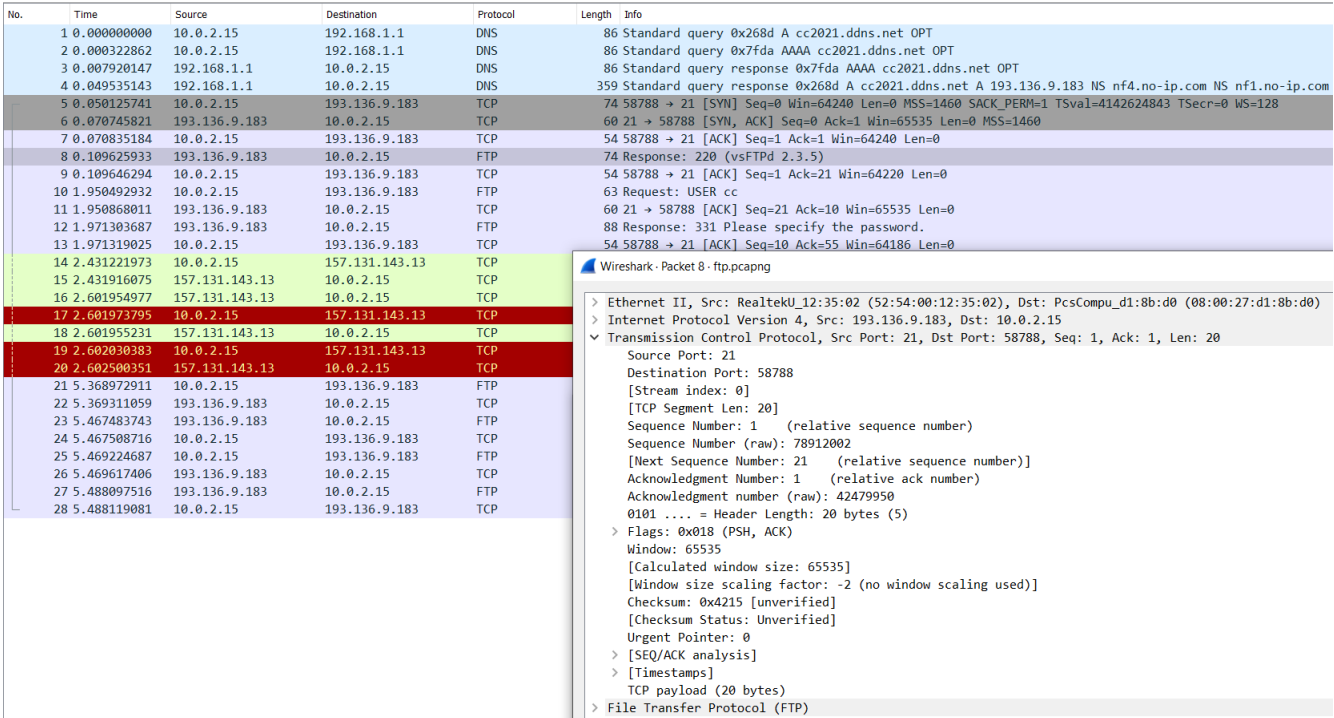 No. Time Source Destination Protocol Length Info
1 0.000000000 10.0.2.15 192.168.1.1 DNS 86 Standard query 0x268d A cc2021.ddns.net OPT
2 0.000322862 10.0.2.15 192.168.1.1 DNS 86 Standard query 0x7fda AAAA cc2021.ddns.net OPT
3 0.007920147 192.168.1.1 10.0.2.15 DNS 86 Standard query response 0x7fda AAAA cc2021.ddns.net OPT
4 0.049535143 192.168.1.1 10.0.2.15 DNS 359 Standard query response 0x268d A cc2021.ddns.net A 193.136.9.183 NS nf4.no-ip.com NS nf1.no-ip.com
5 0.050125741 10.0.2.15 193.136.9.183 TCP 74 58788 → 21 [SYN] Seq=0 Win=64240 Len=0 MSS=1460 SACK_PERM=1 TSval=4142624843 TSecr=0 WS=128
6 0.070745821 193.136.9.183 10.0.2.15 TCP 60 21 → 58788 [SYN, ACK] Seq=0 Ack=1 Win=65535 Len=0 MSS=1460
7 0.070835184 10.0.2.15 193.136.9.183 TCP 54 58788 → 21 [ACK] Seq=1 Ack=1 Win=64240 Len=0
8 0.109625933 193.136.9.183 10.0.2.15 FTP 74 Response: 220 (vsFTPd 2.3.5)
9 0.109646294 10.0.2.15 193.136.9.183 TCP 54 58788 → 21 [ACK] Seq=1 Ack=21 Win=64220 Len=0
10 1.950492932 10.0.2.15 193.136.9.183 FTP 63 Request: USER cc
11 1.950868011 193.136.9.183 10.0.2.15 TCP 60 21 → 58788 [ACK] Seq=21 Ack=10 Win=65535 Len=0
12 1.971303687 193.136.9.183 10.0.2.15 FTP 88 Response: 331 Please specify the password.
13 1.971319025 10.0.2.15 193.136.9.183 TCP 54 58788 → 21 [ACK] Seq=10 Ack=55 Win=64186 Len=0
14 2.431221973 10.0.2.15 157.131.143.13 TCP
15 2.431916075 157.131.143.13 10.0.2.15 TCP
16 2.601954977 157.131.143.13 10.0.2.15 TCP
17 2.601973795 10.0.2.15 157.131.143.13 TCP
18 2.601955231 157.131.143.13 10.0.2.15 TCP
19 2.602030383 10.0.2.15 157.131.143.13 TCP
20 2.602500351 157.131.143.13 10.0.2.15 TCP
21 5.368972911 10.0.2.15 193.136.9.183 FTP
22 5.369311059 193.136.9.183 10.0.2.15 TCP
23 5.467483743 193.136.9.183 10.0.2.15 FTP
24 5.467508716 10.0.2.15 193.136.9.183 TCP
25 5.469224687 10.0.2.15 193.136.9.183 FTP
26 5.469617406 193.136.9.183 10.0.2.15 TCP
27 5.488097516 193.136.9.183 10.0.2.15 FTP
28 5.488119081 10.0.2.15 193.136.9.183 TCP
Wireshark · Packet 8 · ftp.pcapng
Ethernet II, Src: RealtekU_12:35:02 (52:54:00:12:35:02), Dst: PcsCompu_d1:8b:d0 (08:00:27:d1:8b:d0)
Internet Protocol Version 4, Src: 193.136.9.183, Dst: 10.0.2.15
Transmission Control Protocol, Src Port: 21, Dst Port: 58788, Seq: 1, Ack: 1, Len: 20
Source Port: 21
Destination Port: 58788
[Stream index: 0]
[TCP Segment Len: 20]
Sequence Number: 1 (relative sequence number)
Sequence Number (raw): 78912002
[Next Sequence Number: 21 (relative sequence number)]
Acknowledgment Number: 1 (relative ack number)
Acknowledgment number (raw): 42479950
0101 .... = Header Length: 20 bytes (5)
Flags: 0x018 (PSH, ACK)
Window: 65535
[Calculated window size: 65535]
[Window size scaling factor: -2 (no window scaling used)]
Checksum: 0x4215 [unverified]
[Checksum Status: Unverified]
Urgent Pointer: 0
[SEQ/ACK analysis]
[Timestamps]
TCP payload (20 bytes)
File Transfer Protocol (FTP)